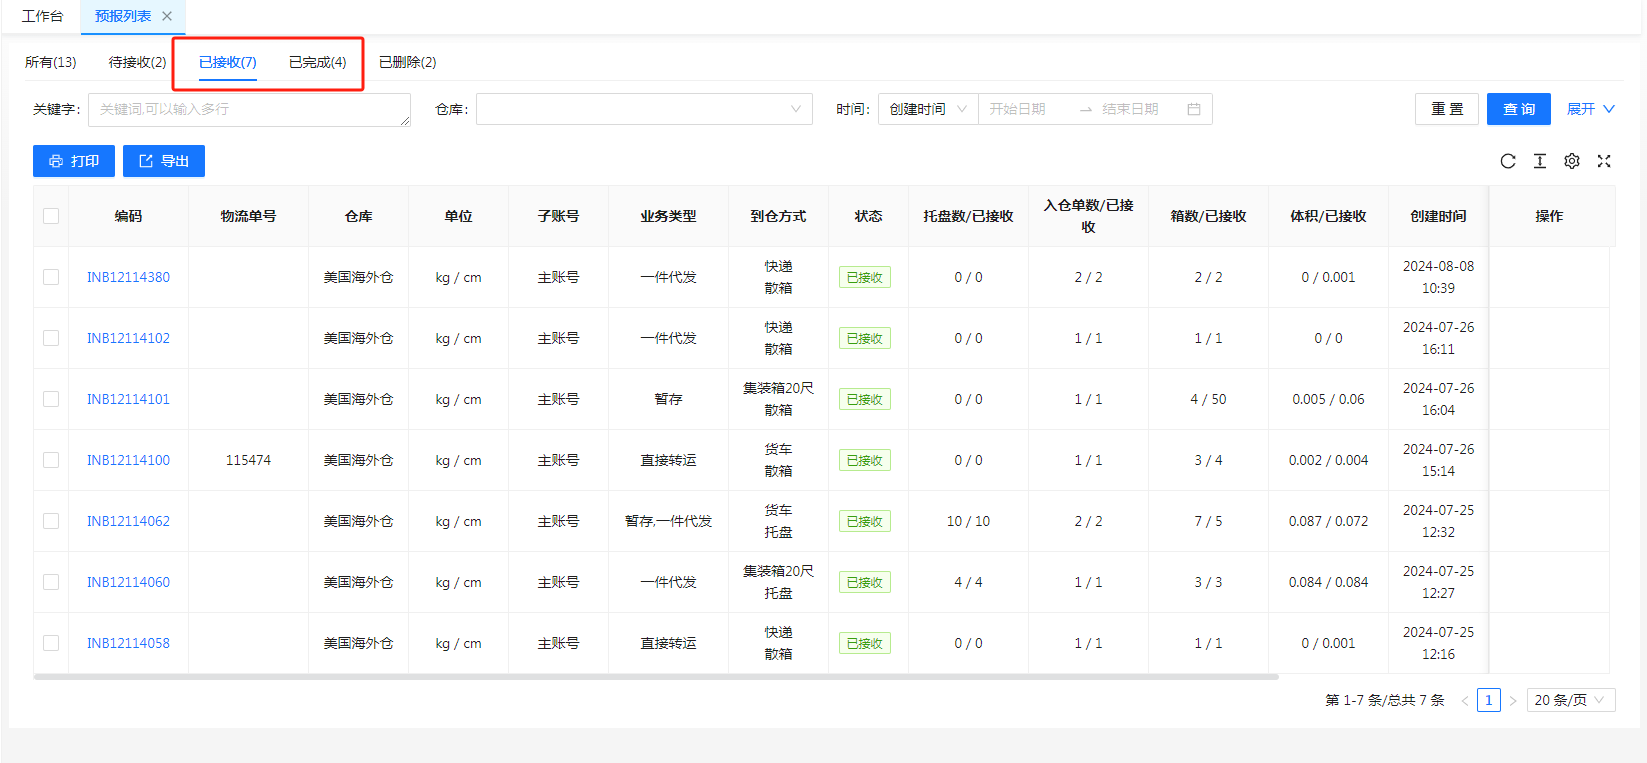 工作台 预报列表
所有(13) 待接收(2) 已接收(7) 已完成(4) 已删除(2)
关键字: 关键词,可以输入多行 仓库: 时间: 创建时间 开始日期 → 结束日期 重置 查询 展开
打印 导出
编码 物流单号 仓库 单位 子账号 业务类型 到仓方式 状态 托盘数/已接收 入仓单数/已接收 箱数/已接收 体积/已接收 创建时间 操作
INB12114380 美国海外仓 kg / cm 主账号 一件代发 快递 散箱 已接收 0 / 0 2 / 2 2 / 2 0 / 0.001 2024-08-08 10:39
INB12114102 美国海外仓 kg / cm 主账号 一件代发 快递 散箱 已接收 0 / 0 1 / 1 1 / 1 0 / 0 2024-07-26 16:11
INB12114101 美国海外仓 kg / cm 主账号 暂存 集装箱20尺 散箱 已接收 0 / 0 1 / 1 4 / 50 0.005 / 0.06 2024-07-26 16:04
INB12114100 115474 美国海外仓 kg / cm 主账号 直接转运 货车 散箱 已接收 0 / 0 1 / 1 3 / 4 0.002 / 0.004 2024-07-26 15:14
INB12114062 美国海外仓 kg / cm 主账号 暂存,一件代发 货车 托盘 已接收 10 / 10 2 / 2 7 / 5 0.087 / 0.072 2024-07-25 12:32
INB12114060 美国海外仓 kg / cm 主账号 一件代发 集装箱20尺 托盘 已接收 4 / 4 1 / 1 3 / 3 0.084 / 0.084 2024-07-25 12:27
INB12114058 美国海外仓 kg / cm 主账号 直接转运 快递 散箱 已接收 0 / 0 1 / 1 1 / 1 0 / 0.001 2024-07-25 12:16
第 1-7 条/总共 7 条 < 1 > 20 条/页